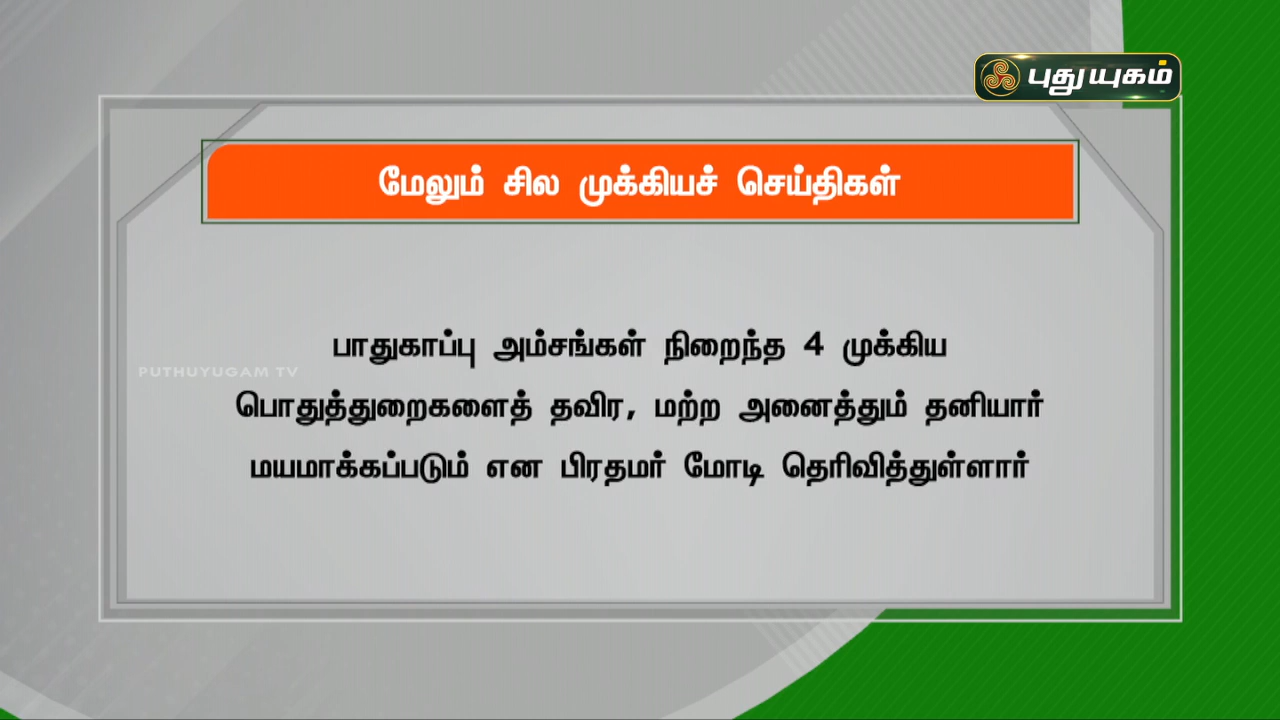 புதுயுகம்
மேலும் சில முக்கியச் செய்திகள்
பாதுகாப்பு அம்சங்கள் நிறைந்த 4 முக்கிய
PUTHUYUGAM TV
பொதுத்துறைகளைத் தவிர, மற்ற அனைத்தும் தனியார்
மயமாக்கப்படும் என பிரதமர் மோடி தெரிவித்துள்ளார்